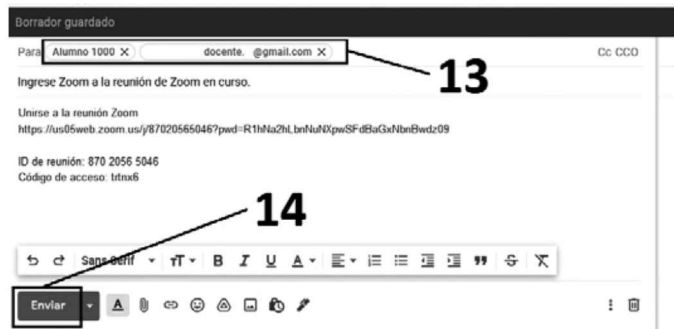 Borrador guardado
Para Alumno 1000 X docente. @gmail.com X Cc CCO
13
Ingrese Zoom a la reunión de Zoom en curso.
Unirse a la reunión Zoom
https://us05web.zoom.us/j/87020565046?pwd=R1hNa2hLbnNuNXpwSFdBaGxNbnBwdz09
ID de reunión: 870 2056 5046
Código de acceso: trtnx6
14
Sans Serif
Enviar